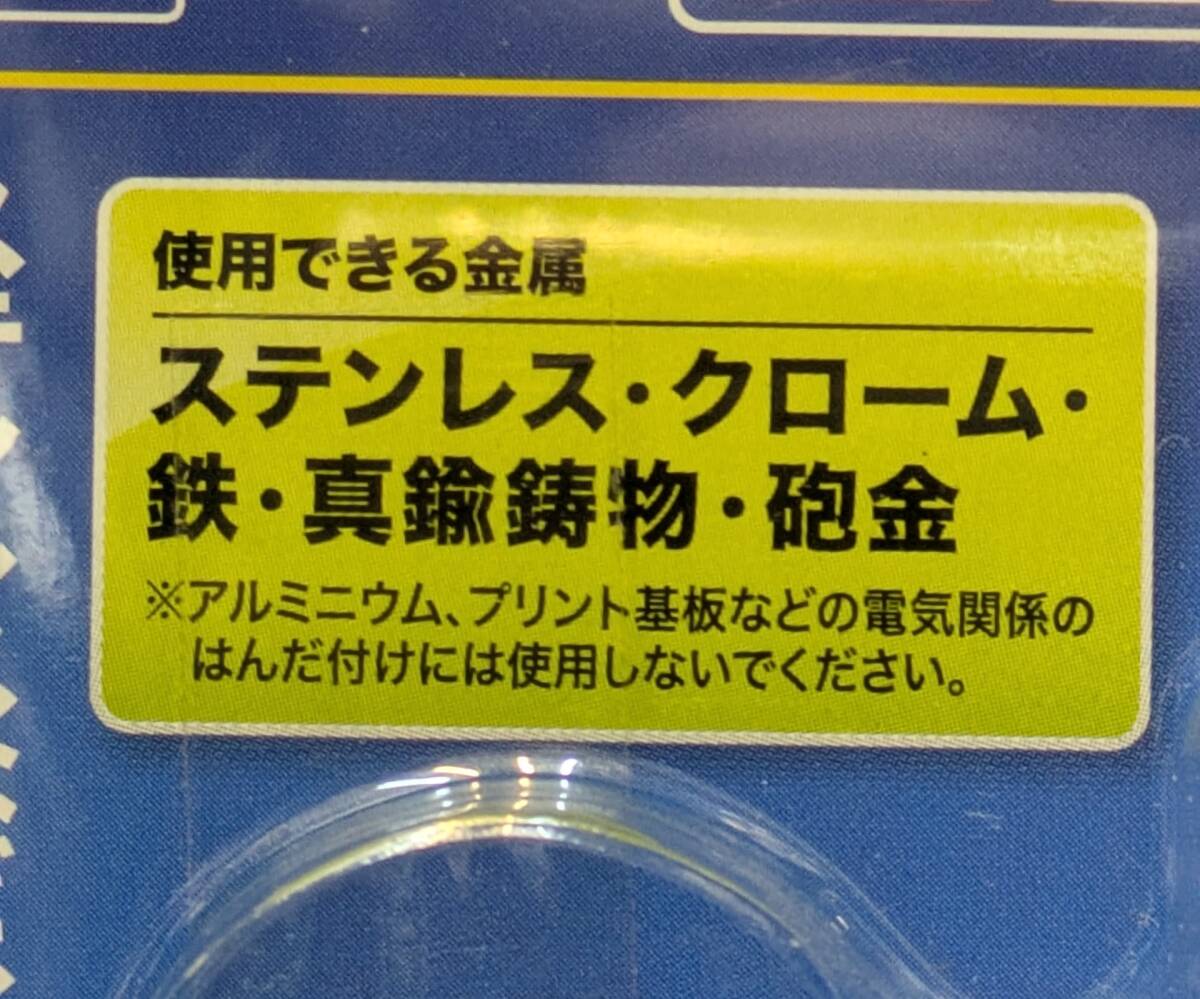 使用できる金属
ステンレス・クローム・
鉄・真鍮鋳物・砲金
※アルミニウム、プリント基板などの電気関係の
はんだ付けには使用しないでください。